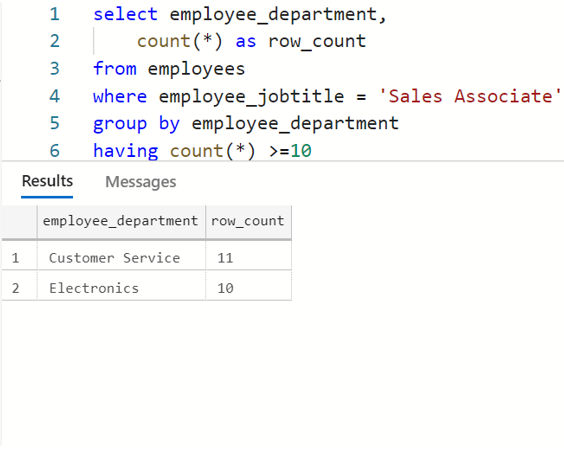 1 select employee_department,
2 count(*) as row_count
3 from employees
4 where employee_jobtitle = 'Sales Associate'
5 group by employee_department
6 having count(*) >=10
Results Messages
employee_department row_count
1 Customer Service 11
2 Electronics 10